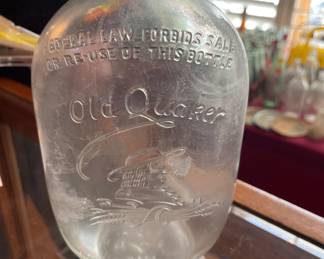 FEDERAL LAW FORBIDS SALE
OR RE-USE OF THIS BOTTLE
Old Quaker